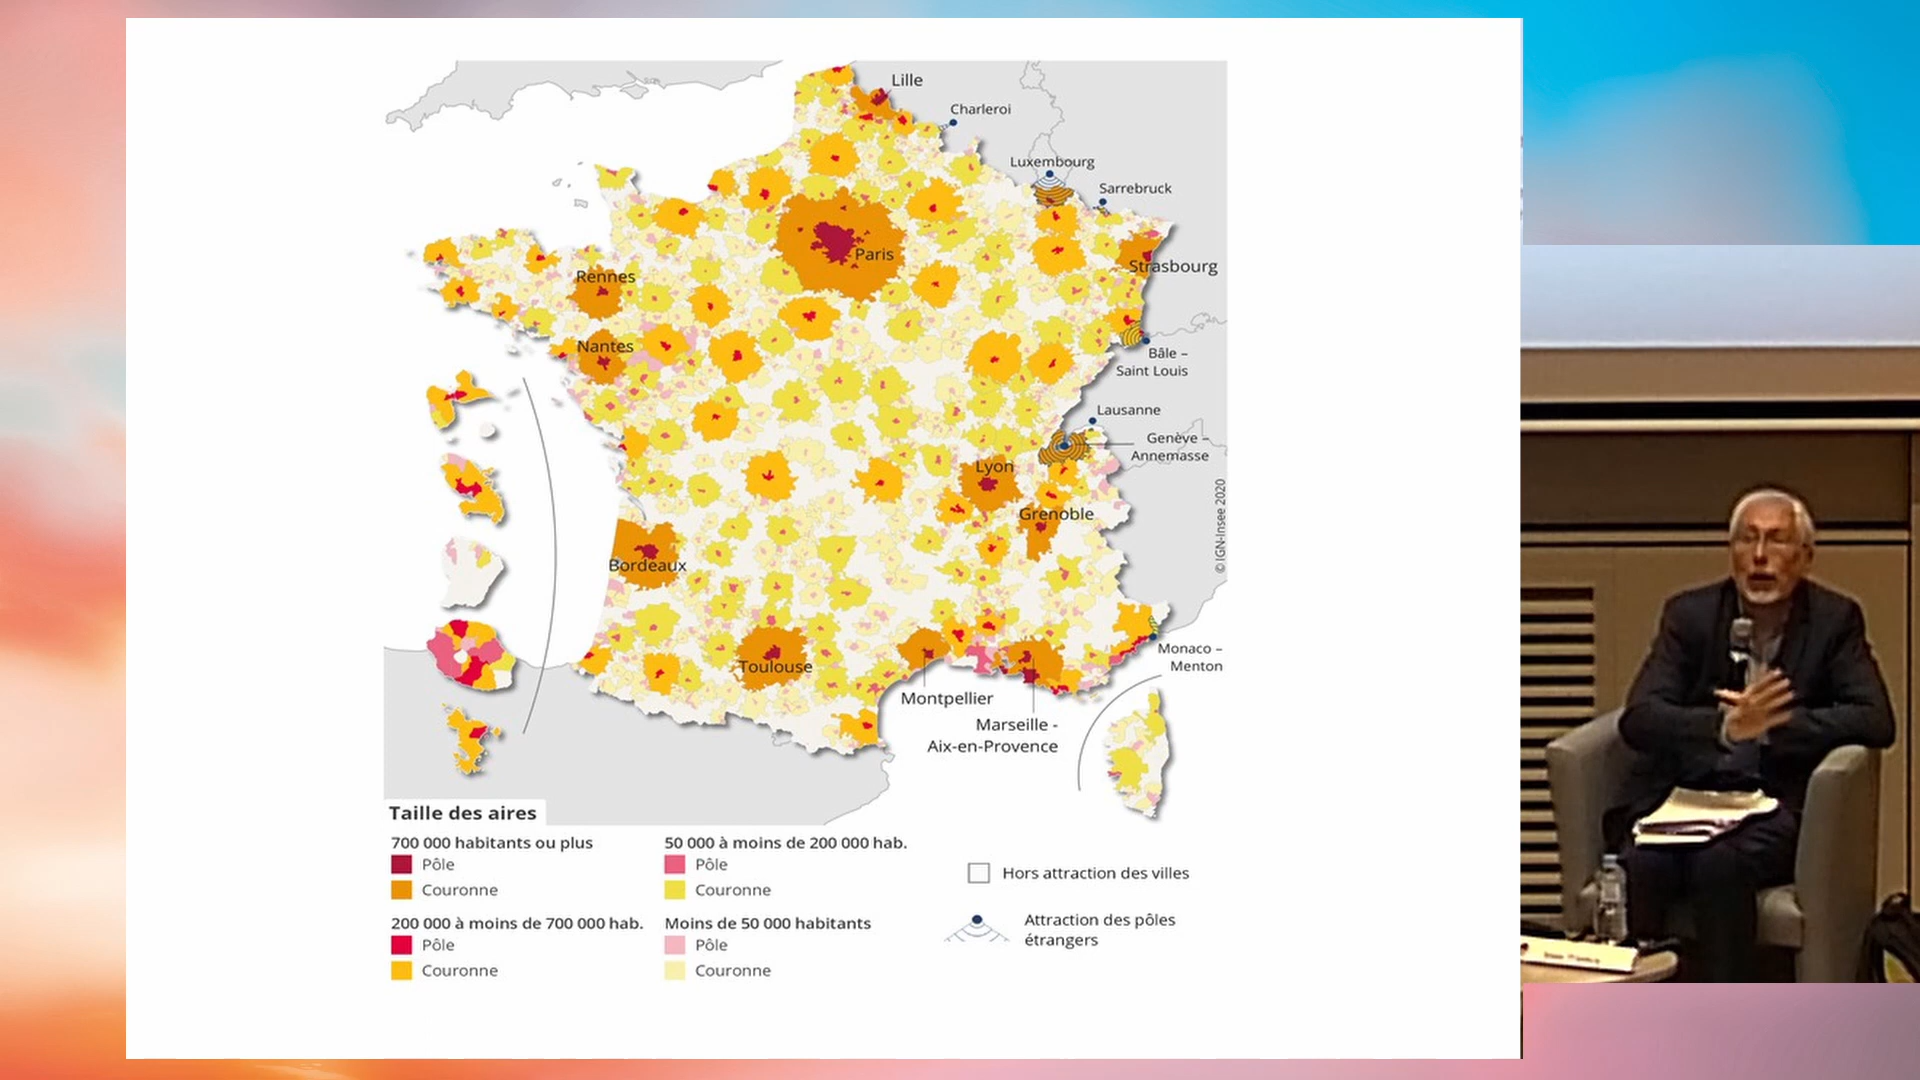 Lille
Charleroi
Luxembourg
Sarrebruck
Paris
Strasbourg
Rennes
Nantes
Bâle –
Saint Louis
Lausanne
Genève –
Annemasse
Lyon
Grenoble
© IGN-Insee 2020
Bordeaux
Toulouse
Monaco –
Menton
Montpellier
Marseille -
Aix-en-Provence
Taille des aires
700 000 habitants ou plus
Pôle
Couronne
200 000 à moins de 700 000 hab.
Pôle
Couronne
50 000 à moins de 200 000 hab.
Pôle
Couronne
Moins de 50 000 habitants
Pôle
Couronne
Hors attraction des villes
Attraction des pôles
étrangers